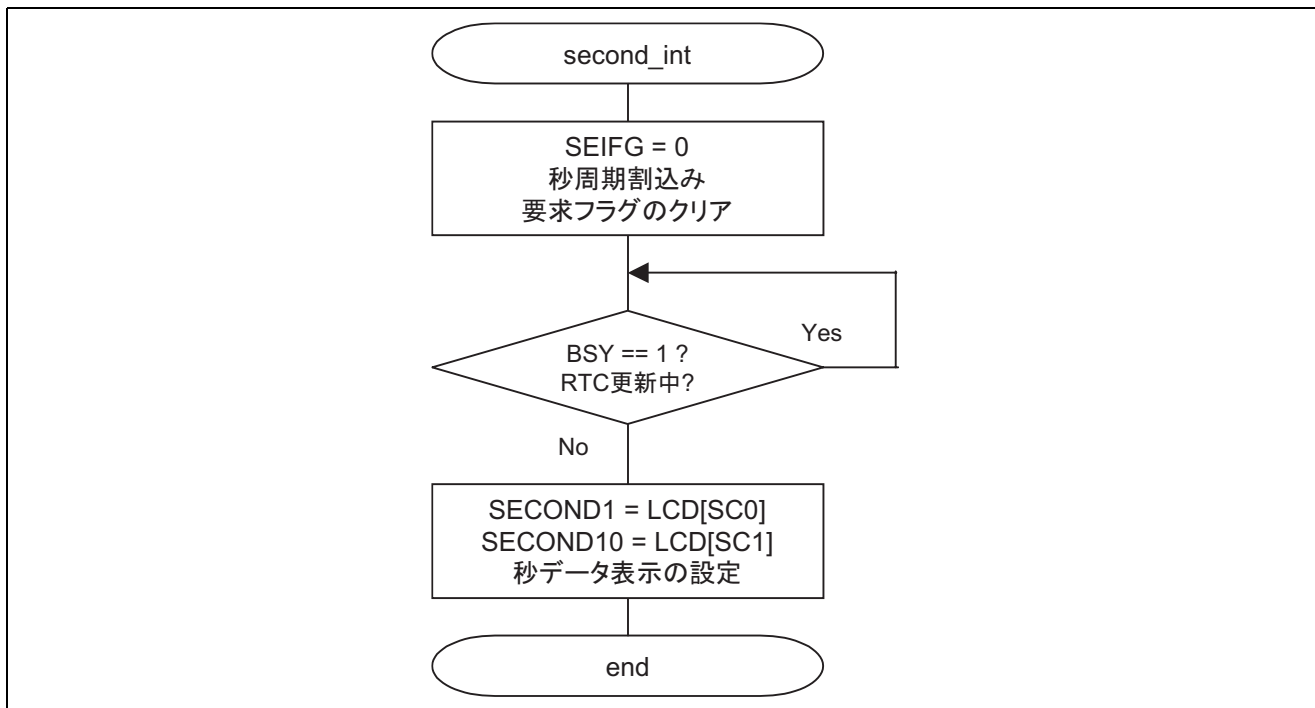 second_int
SEIFG = 0
秒周期割込み
要求フラグのクリア
Yes
BSY == 1 ?
RTC更新中?
No
SECOND1 = LCD[SC0]
SECOND10 = LCD[SC1]
秒データ表示の設定
end